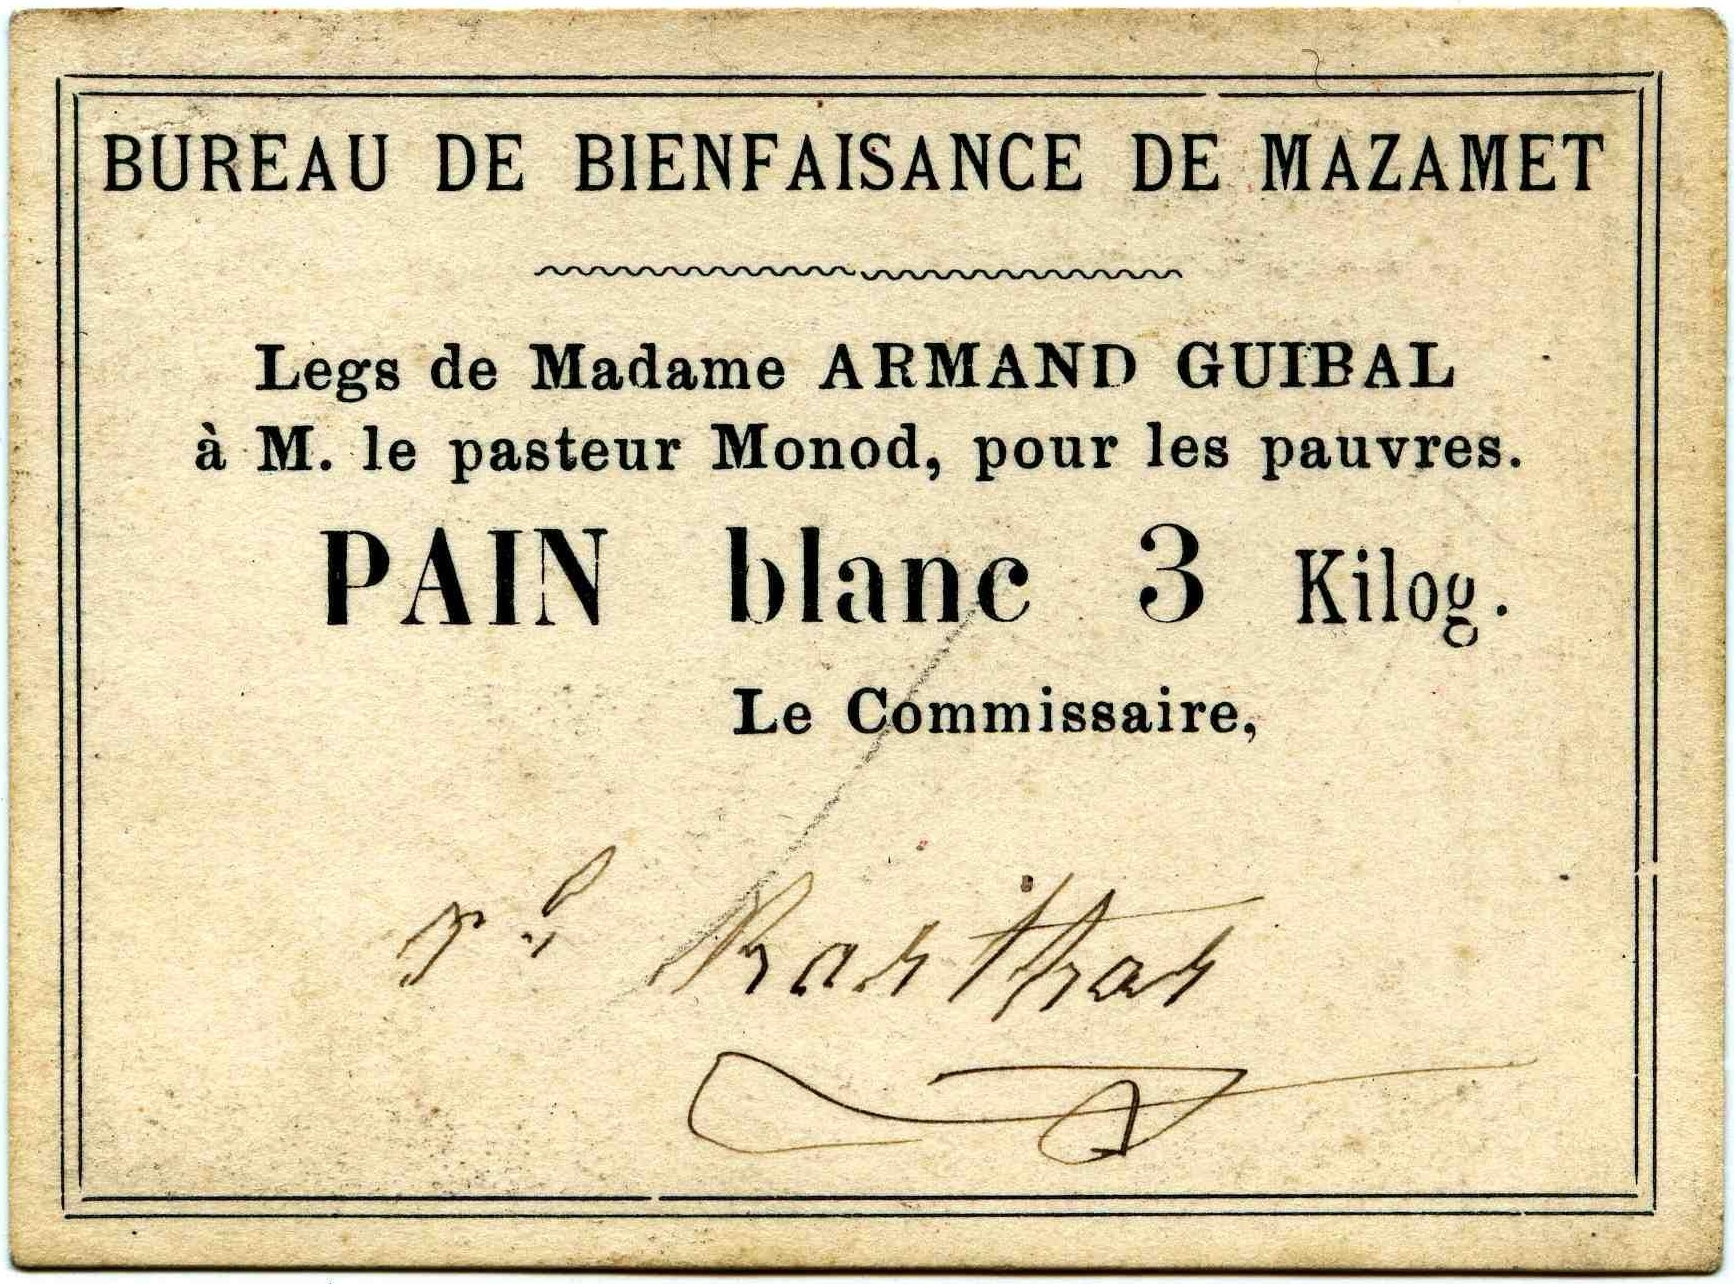 BUREAU DE BIENFAISANCE DE MAZAMET
Legs de Madame ARMAND GUIBAL
à M. le pasteur Monod, pour les pauvres.
PAIN blanc 3 Kilog.
Le Commissaire,